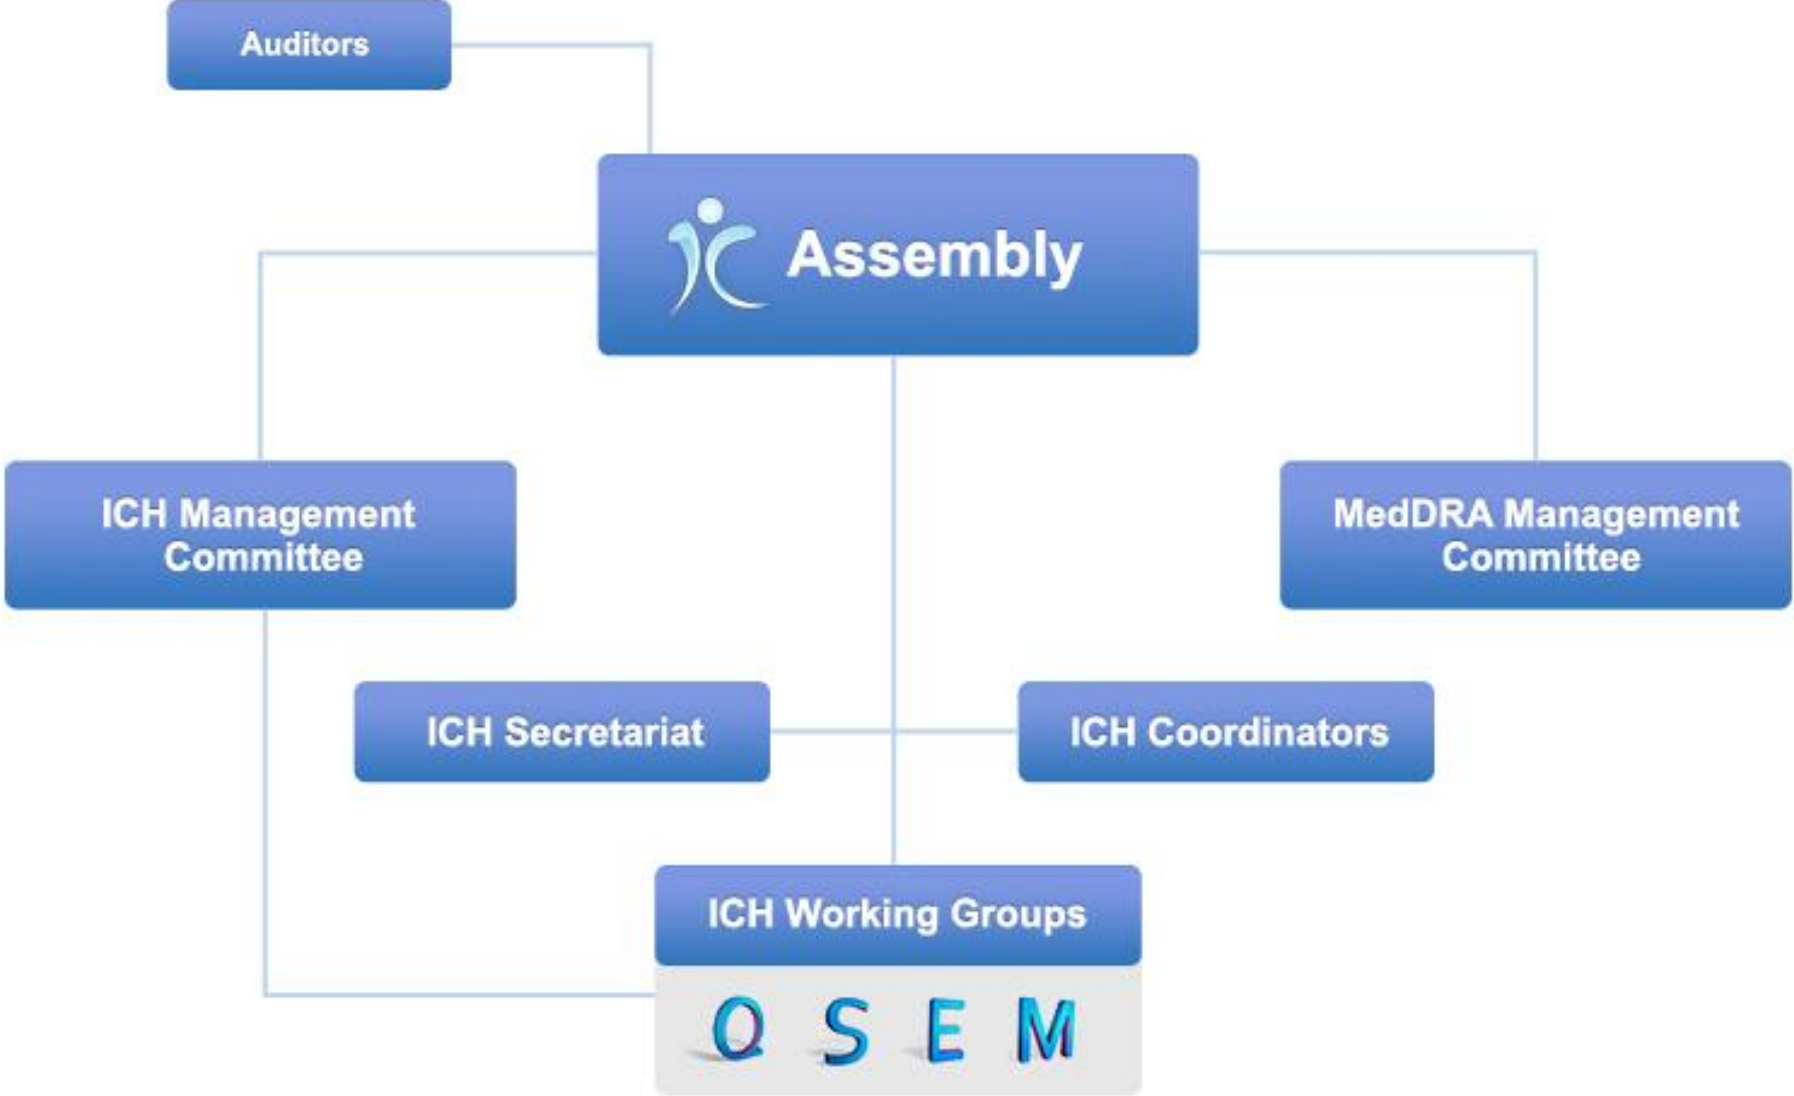 Auditors
Assembly
ICH Management
Committee
MedDRA Management
Committee
ICH Secretariat
ICH Coordinators
ICH Working Groups
Q S E M